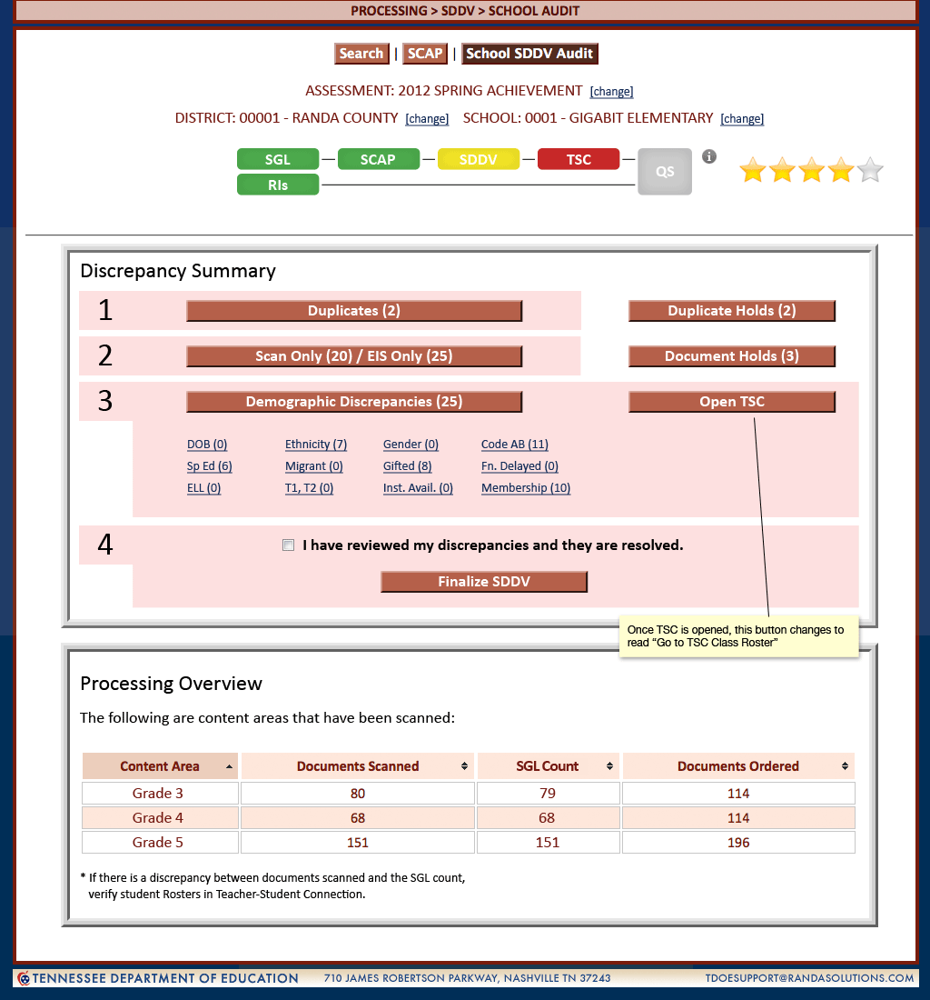 PROCESSING > SDDV > SCHOOL AUDIT
Search | SCAP | School SDDV Audit
ASSESSMENT: 2012 SPRING ACHIEVEMENT [change]
DISTRICT: 00001 - RANDA COUNTY [change] SCHOOL: 0001 - GIGABIT ELEMENTARY [change]
SGL SCAP SDDV TSC QS i
RIs
Discrepancy Summary
1 Duplicates (2) Duplicate Holds (2)
2 Scan Only (20) / EIS Only (25) Document Holds (3)
3 Demographic Discrepancies (25) Open TSC
DOB (0) Ethnicity (7) Gender (0) Code AB (11)
Sp Ed (6) Migrant (0) Gifted (8) Fn. Delayed (0)
ELL (0) T1, T2 (0) Inst. Avail. (0) Membership (10)
4 I have reviewed my discrepancies and they are resolved.
Finalize SDDV
Once TSC is opened, this button changes to
read “Go to TSC Class Roster”
Processing Overview
The following are content areas that have been scanned:
Content Area Documents Scanned SGL Count Documents Ordered
Grade 3 80 79 114
Grade 4 68 68 114
Grade 5 151 151 196
* If there is a discrepancy between documents scanned and the SGL count,
verify student Rosters in Teacher-Student Connection.
TENNESSEE DEPARTMENT OF EDUCATION 710 JAMES ROBERTSON PARKWAY, NASHVILLE TN 37243 TDOESUPPORT@RANDASOLUTIONS.COM